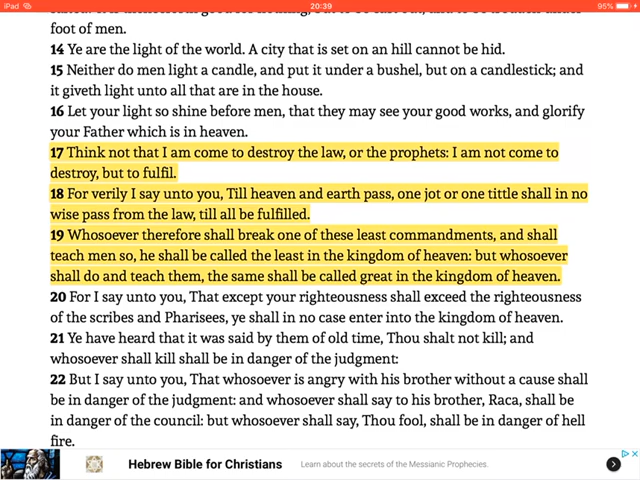 iPad
20:39
95%
foot of men.
14 Ye are the light of the world. A city that is set on an hill cannot be hid.
15 Neither do men light a candle, and put it under a bushel, but on a candlestick; and
it giveth light unto all that are in the house.
16 Let your light so shine before men, that they may see your good works, and glorify
your Father which is in heaven.
17 Think not that I am come to destroy the law, or the prophets: I am not come to
destroy, but to fulfil.
18 For verily I say unto you, Till heaven and earth pass, one jot or one tittle shall in no
wise pass from the law, till all be fulfilled.
19 Whosoever therefore shall break one of these least commandments, and shall
teach men so, he shall be called the least in the kingdom of heaven: but whosoever
shall do and teach them, the same shall be called great in the kingdom of heaven.
20 For I say unto you, That except your righteousness shall exceed the righteousness
of the scribes and Pharisees, ye shall in no case enter into the kingdom of heaven.
21 Ye have heard that it was said by them of old time, Thou shalt not kill; and
whosoever shall kill shall be in danger of the judgment:
22 But I say unto you, That whosoever is angry with his brother without a cause shall
be in danger of the judgment: and whosoever shall say to his brother, Raca, shall be
in danger of the council: but whosoever shall say, Thou fool, shall be in danger of hell
fire.
Hebrew Bible for Christians
Learn about the secrets of the Messianic Prophecies.